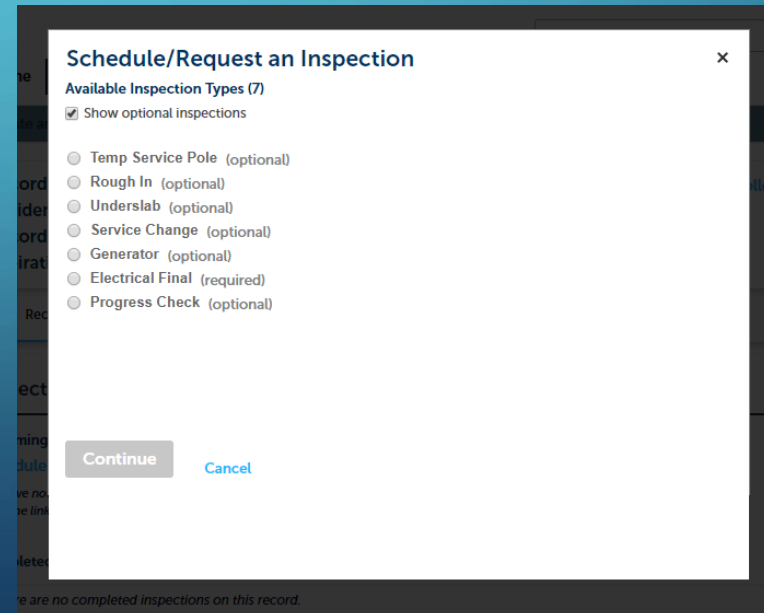 Schedule/Request an Inspection
×
Available Inspection Types (7)
Show optional inspections
Temp Service Pole (optional)
Rough In (optional)
Underslab (optional)
Service Change (optional)
Generator (optional)
Electrical Final (required)
Progress Check (optional)
Continue
Cancel
are no completed inspections on this record.